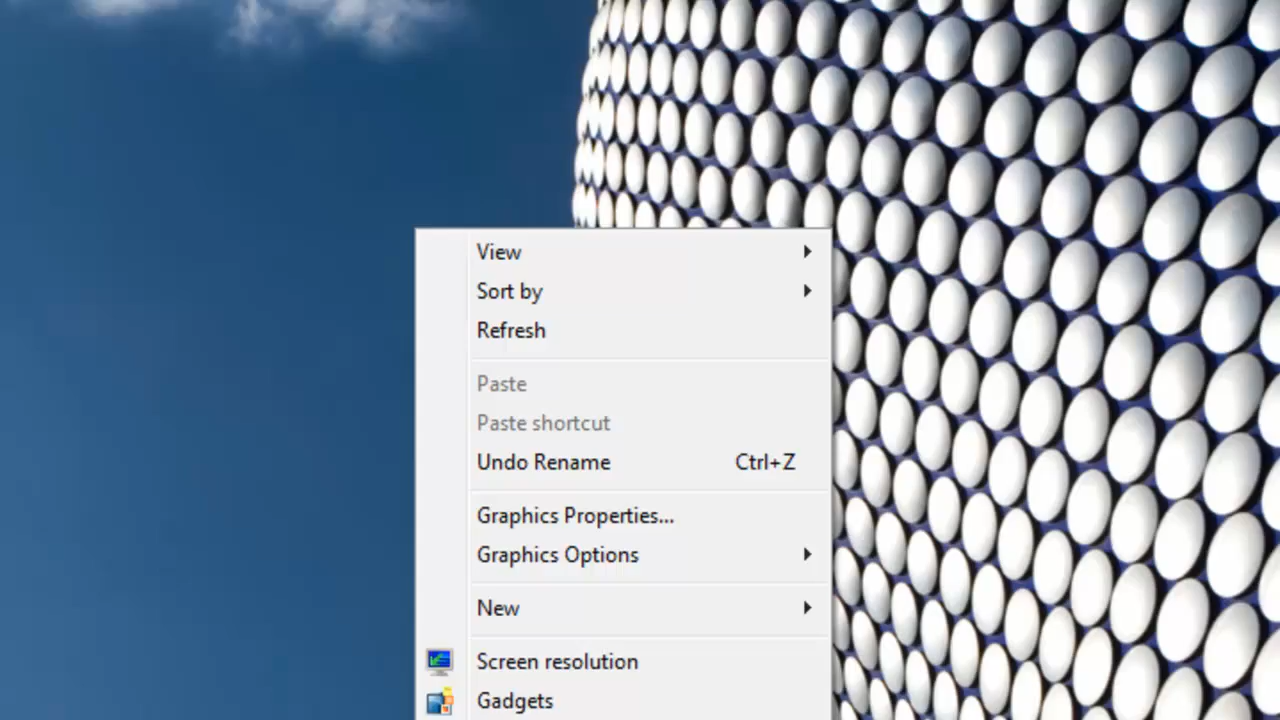 View
Sort by
Refresh
Paste
Paste shortcut
Undo Rename Ctrl+Z
Graphics Properties...
Graphics Options
New
Screen resolution
Gadgets